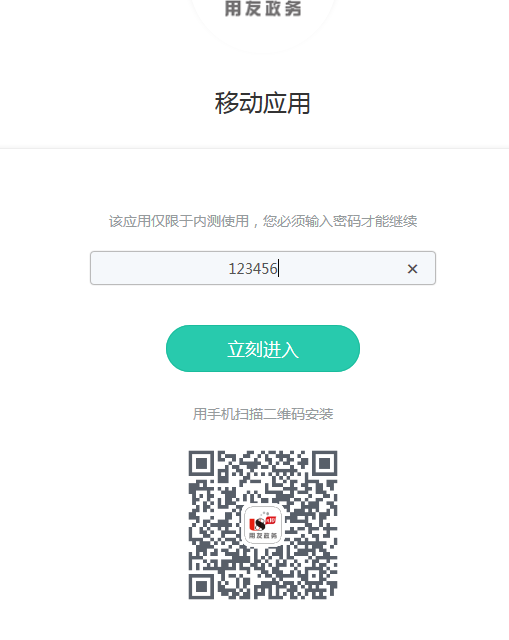 用友政务
移动应用
该应用仅限于内测使用，您必须输入密码才能继续
123456
立刻进入
用手机扫描二维码安装
用友政务